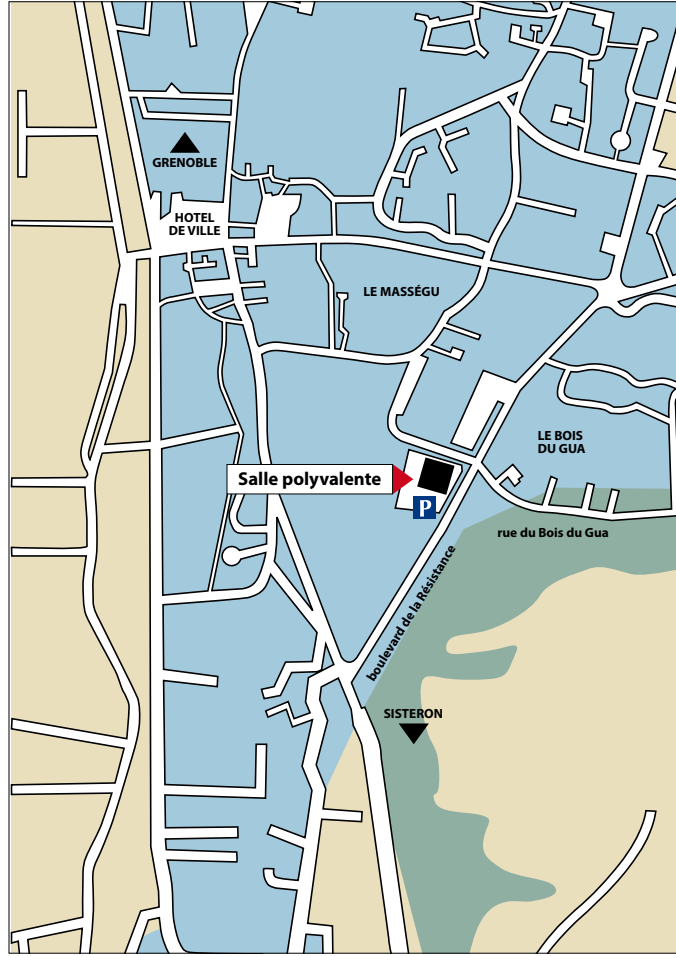 GRENOBLE
HOTEL
DE VILLE
LE MASSÉGU
LE BOIS
DU GUA
Salle polyvalente
P
rue du Bois du Gua
boulevard de la Résistance
SISTERON